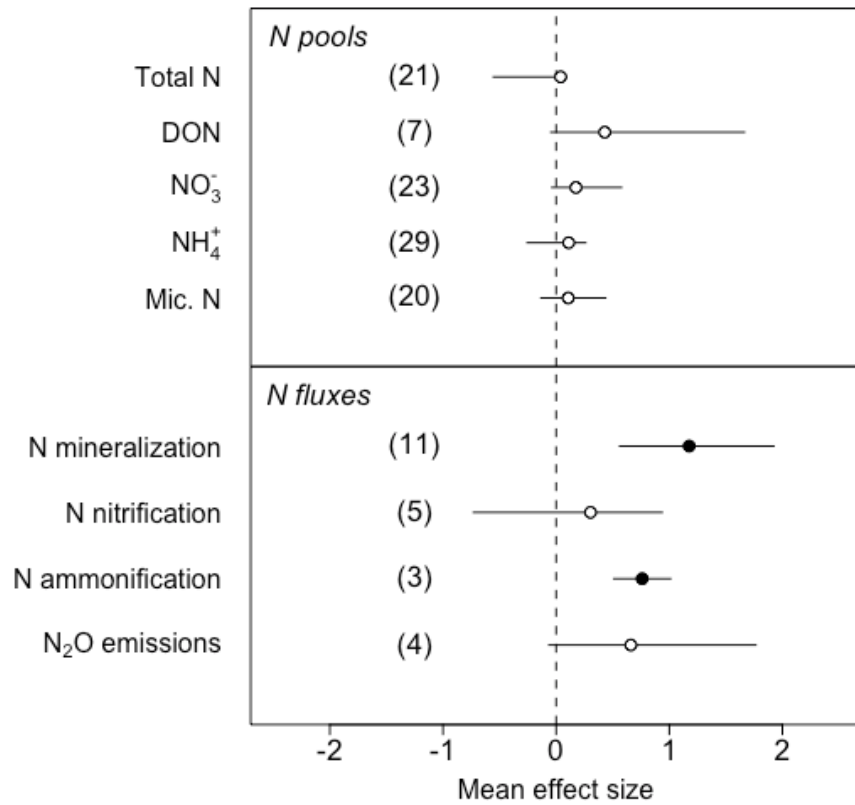 N pools
Total N (21)
DON (7)
NO₃⁻ (23)
NH₄⁺ (29)
Mic. N (20)
N fluxes
N mineralization (11)
N nitrification (5)
N ammonification (3)
N₂O emissions (4)
-2 -1 0 1 2
Mean effect size